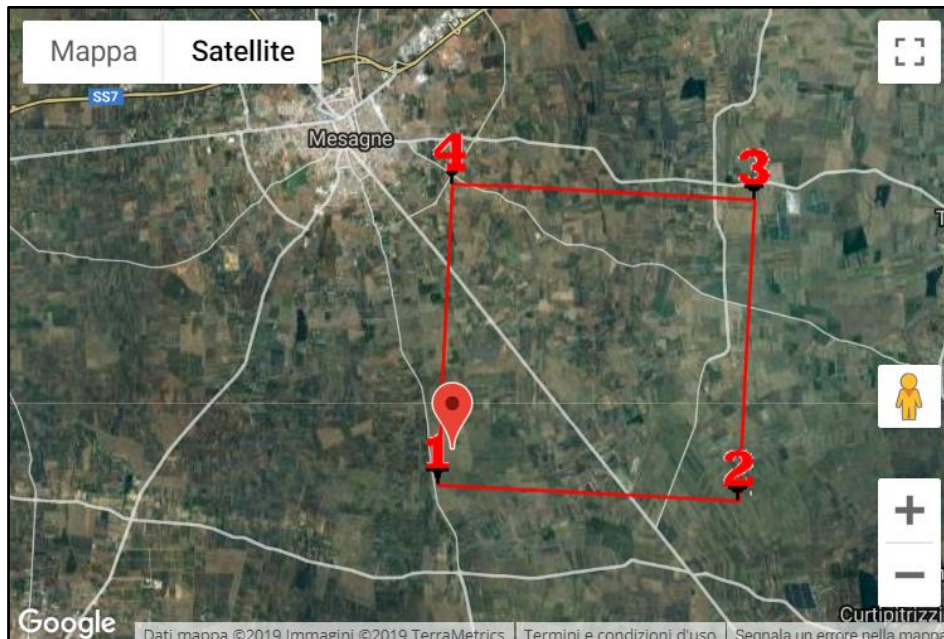 Mappa
Satellite
SS7
Mesagne
4
3
1
2
Curtipitrizzi
Google
Dati mappa ©2019 Immagini ©2019 TerraMetrics
Termini e condizioni d'uso
Segnala un errore nella mappa